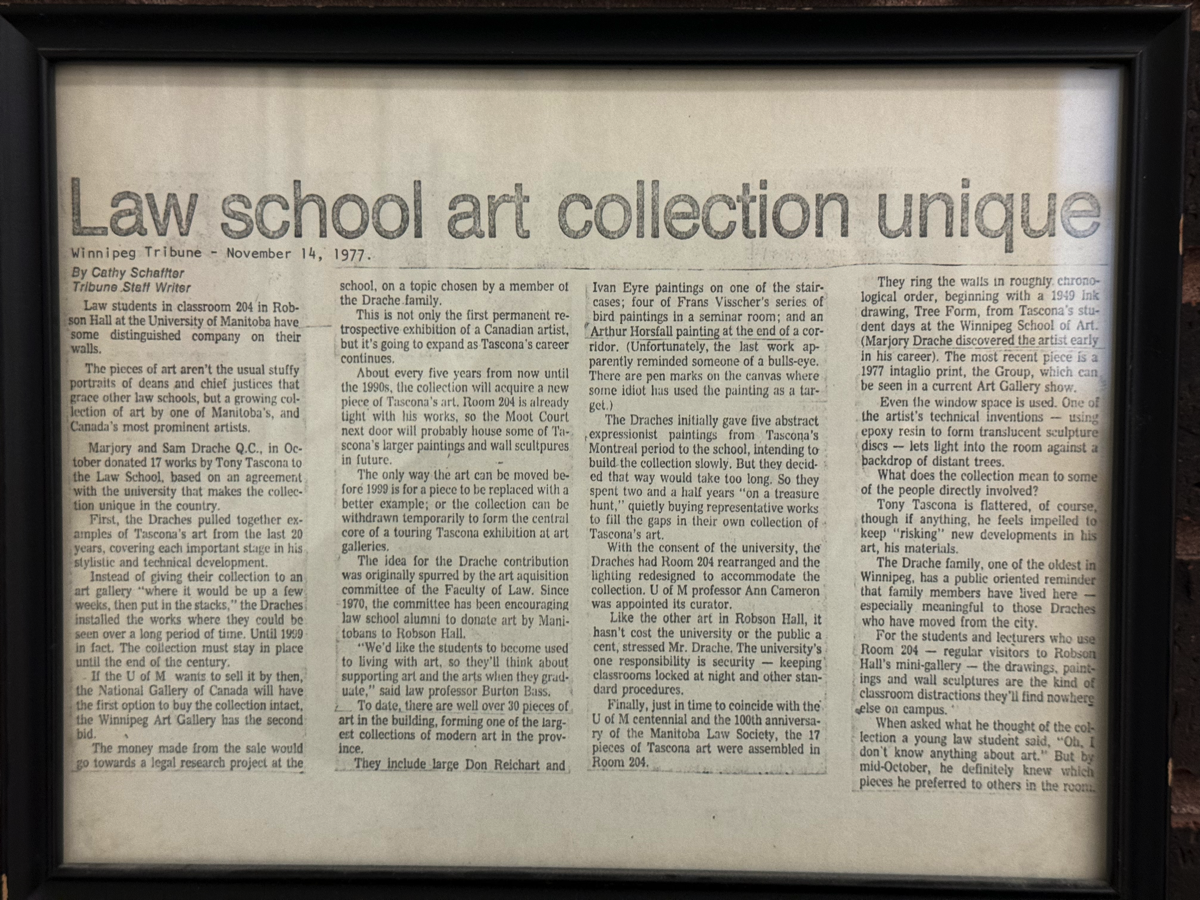 Law school art collection unique
Winnipeg Tribune - November 14, 1977.
By Cathy Schaffter
Tribune Staff Writer
Law students in classroom 204 in Rob-
son Hall at the University of Manitoba have
some distinguished company on their
walls.
The pieces of art aren't the usual stuffy
portraits of deans and chief justices that
grace other law schools, but a growing col-
lection of art by one of Manitoba's, and
Canada's most prominent artists.
Marjory and Sam Drache Q.C., in Oc-
tober donated 17 works by Tony Tascona to
the Law School, based on an agreement
with the university that makes the collec-
tion unique in the country.
First, the Draches pulled together ex-
amples of Tascona's art from the last 20
years, covering each important stage in his
stylistic and technical development.
Instead of giving their collection to an
art gallery "where it would be up a few
weeks, then put in the stacks," the Draches
installed the works where they could be
seen over a long period of time. Until 1999
in fact. The collection must stay in place
until the end of the century.
If the U of M wants to sell it by then,
the National Gallery of Canada will have
the first option to buy the collection intact,
the Winnipeg Art Gallery has the second
bid.
The money made from the sale would
go towards a legal research project at the
school, on a topic chosen by a member of
the Drache family.
This is not only the first permanent re-
trospective exhibition of a Canadian artist,
but it's going to expand as Tascona's career
continues.
About every five years from now until
the 1990s, the collection will acquire a new
piece of Tascona's art. Room 204 is already
tight with his works, so the Moot Court
next door will probably house some of Ta-
scona's larger paintings and wall scultpures
in future.
The only way the art can be moved be-
fore 1999 is for a piece to be replaced with a
better example; or the collection can be
withdrawn temporarily to form the central
core of a touring Tascona exhibition at art
galleries.
The idea for the Drache contribution
was originally spurred by the art aquisition
committee of the Faculty of Law. Since
1970, the committee has been encouraging
law school alumni to donate art by Mani-
tobans to Robson Hall.
"We'd like the students to become used
to living with art, so they'll think about
supporting art and the arts when they grad-
uate," said law professor Burton Bass.
To date, there are well over 30 pieces of
art in the building, forming one of the larg-
est collections of modern art in the prov-
ince.
They include large Don Reichart and
Ivan Eyre paintings on one of the stair-
cases; four of Frans Visscher's series of
bird paintings in a seminar room; and an
Arthur Horsfall painting at the end of a cor-
ridor. (Unfortunately, the last work ap-
parently reminded someone of a bulls-eye.
There are pen marks on the canvas where
some idiot has used the painting as a tar-
get.)
The Draches initially gave five abstract
expressionist paintings from Tascona's
Montreal period to the school, intending to
build the collection slowly. But they decid-
ed that way would take too long. So they
spent two and a half years "on a treasure
hunt," quietly buying representative works
to fill the gaps in their own collection of
Tascona's art.
With the consent of the university, the
Draches had Room 204 rearranged and the
lighting redesigned to accommodate the
collection. U of M professor Ann Cameron
was appointed its curator.
Like the other art in Robson Hall, it
hasn't cost the university or the public a
cent, stressed Mr. Drache. The university's
one responsibility is security — keeping
classrooms locked at night and other stan-
dard procedures.
Finally, just in time to coincide with the
U of M centennial and the 100th anniversa-
ry of the Manitoba Law Society, the 17
pieces of Tascona art were assembled in
Room 204.
They ring the walls in roughly chrono-
logical order, beginning with a 1949 ink
drawing, Tree Form, from Tascona's stu-
dent days at the Winnipeg School of Art.
(Marjory Drache discovered the artist early
in his career). The most recent piece is a
1977 intaglio print, the Group, which can
be seen in a current Art Gallery show.
Even the window space is used. One of
the artist's technical inventions — using
epoxy resin to form translucent sculpture
discs — lets light into the room against a
backdrop of distant trees.
What does the collection mean to some
of the people directly involved?
Tony Tascona is flattered, of course,
though if anything, he feels impelled to
keep "risking" new developments in his
art, his materials.
The Drache family, one of the oldest in
Winnipeg, has a public oriented reminder
that family members have lived here —
especially meaningful to those Draches
who have moved from the city.
For the students and lecturers who use
Room 204 — regular visitors to Robson
Hall's mini-gallery — the drawings, paint-
ings and wall sculptures are the kind of
classroom distractions they'll find nowhere
else on campus.
When asked what he thought of the col-
lection a young law student said, "Oh, I
don't know anything about art." But by
mid-October, he definitely knew which
pieces he preferred to others in the room.